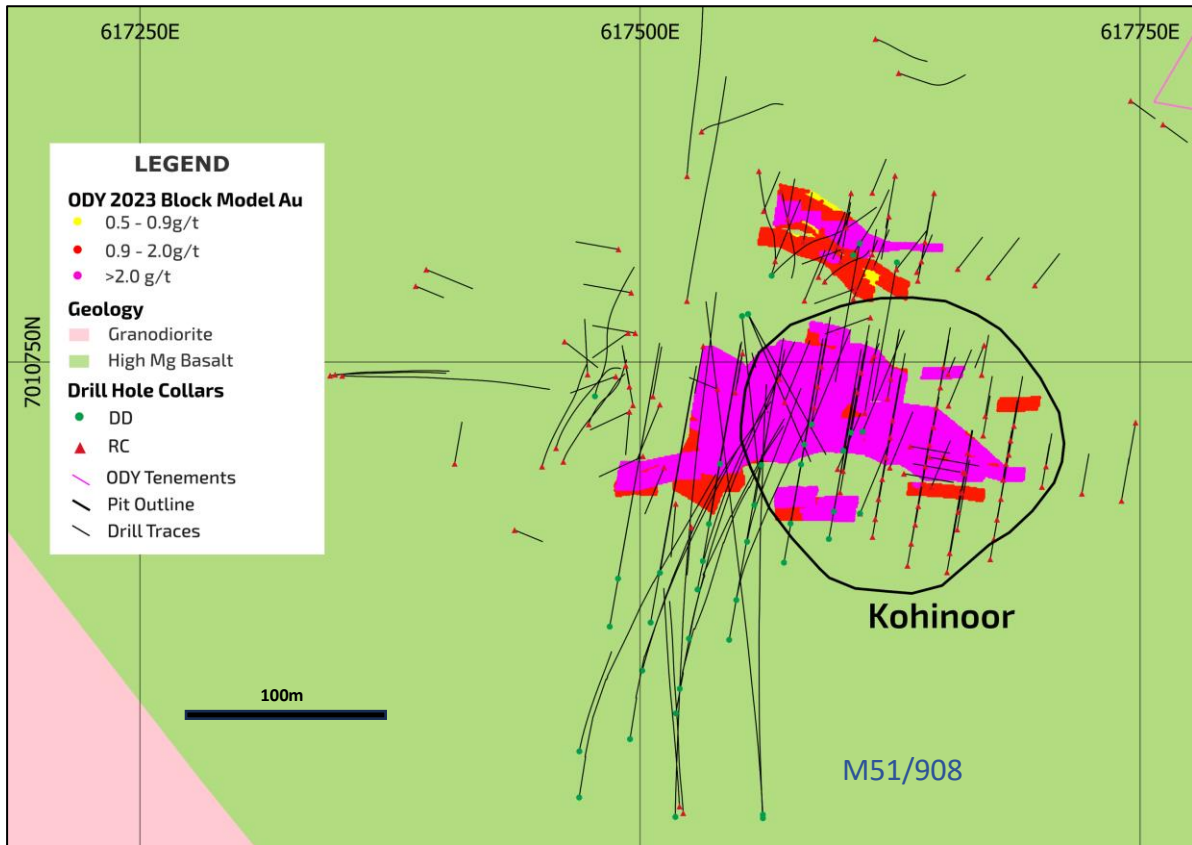 617250E
617500E
617750E
7010750N
LEGEND
ODY 2023 Block Model Au
0.5 - 0.9g/t
0.9 - 2.0g/t
>2.0 g/t
Geology
Granodiorite
High Mg Basalt
Drill Hole Collars
DD
RC
ODY Tenements
Pit Outline
Drill Traces
Kohinoor
100m
M51/908